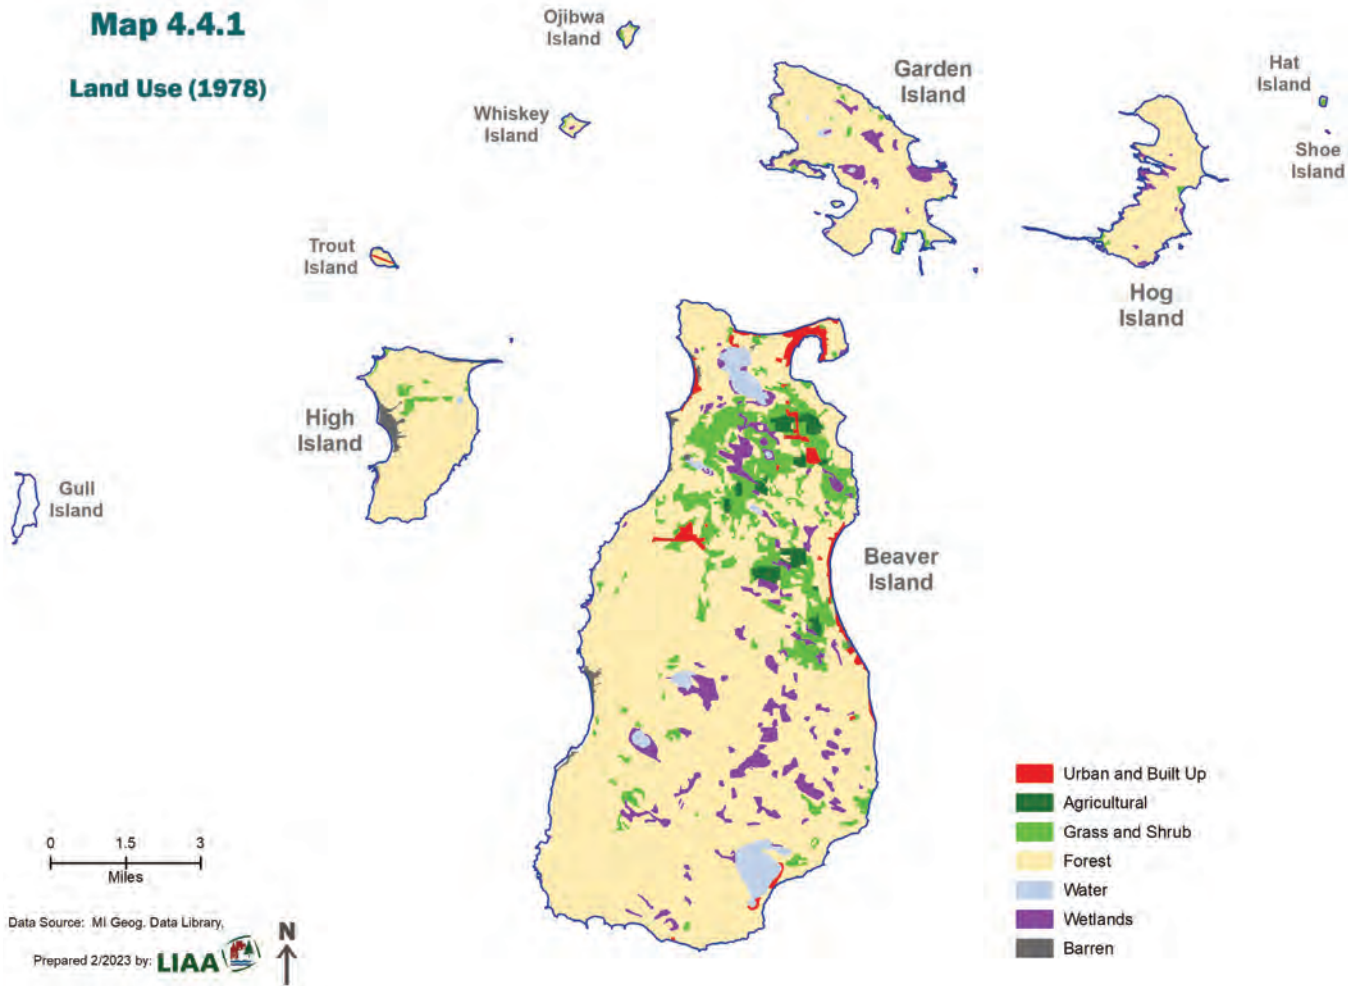 Map 4.4.1
Land Use (1978)
Ojibwa
Island
Whiskey
Island
Garden
Island
Hat
Island
Shoe
Island
Trout
Island
Hog
Island
High
Island
Gull
Island
Beaver
Island
Urban and Built Up
Agricultural
Grass and Shrub
Forest
Water
Wetlands
Barren
0 1.5 3
Miles
Data Source: MI Geog. Data Library,
Prepared 2/2023 by: LIAA
N